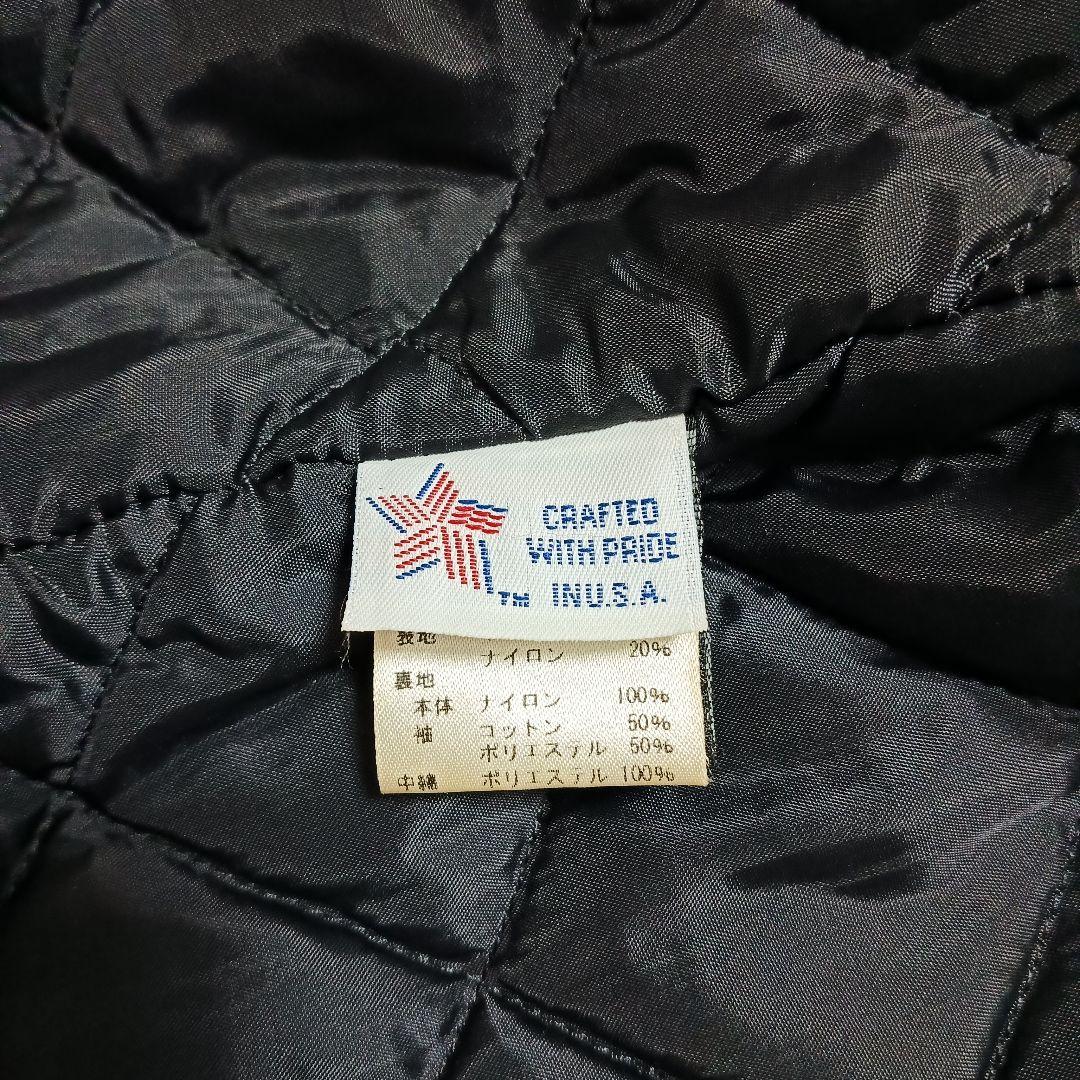 CRAFTED
WITH PRIDE
TM IN U.S.A.
表地
ナイロン 20%
裏地
本体 ナイロン 100%
袖 コットン 50%
ポリエステル 50%
中綿 ポリエステル 100%